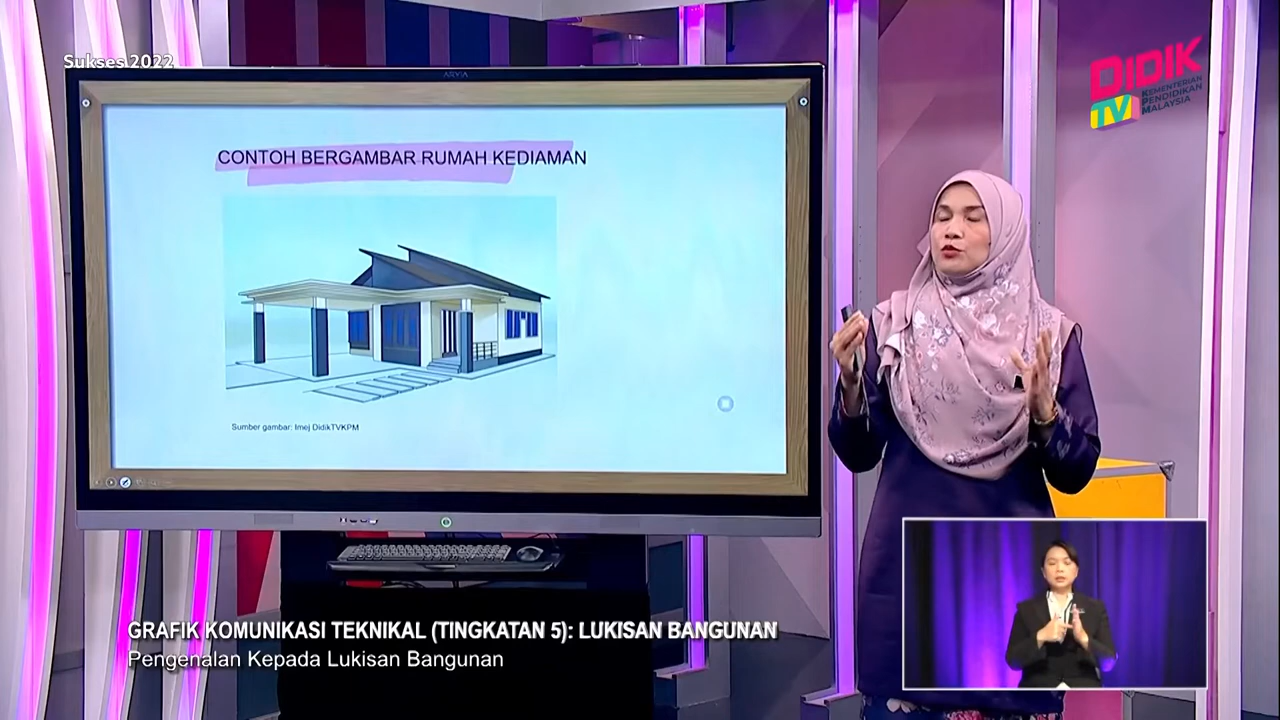 Sukses 2022
ARVIA
DIDIK
TV
KEMENTERIAN
PENDIDIKAN
MALAYSIA
CONTOH BERGAMBAR RUMAH KEDIAMAN
Sumber gambar: Imej DidikTVKPM
GRAFIK KOMUNIKASI TEKNIKAL (TINGKATAN 5): LUKISAN BANGUNAN
Pengenalan Kepada Lukisan Bangunan